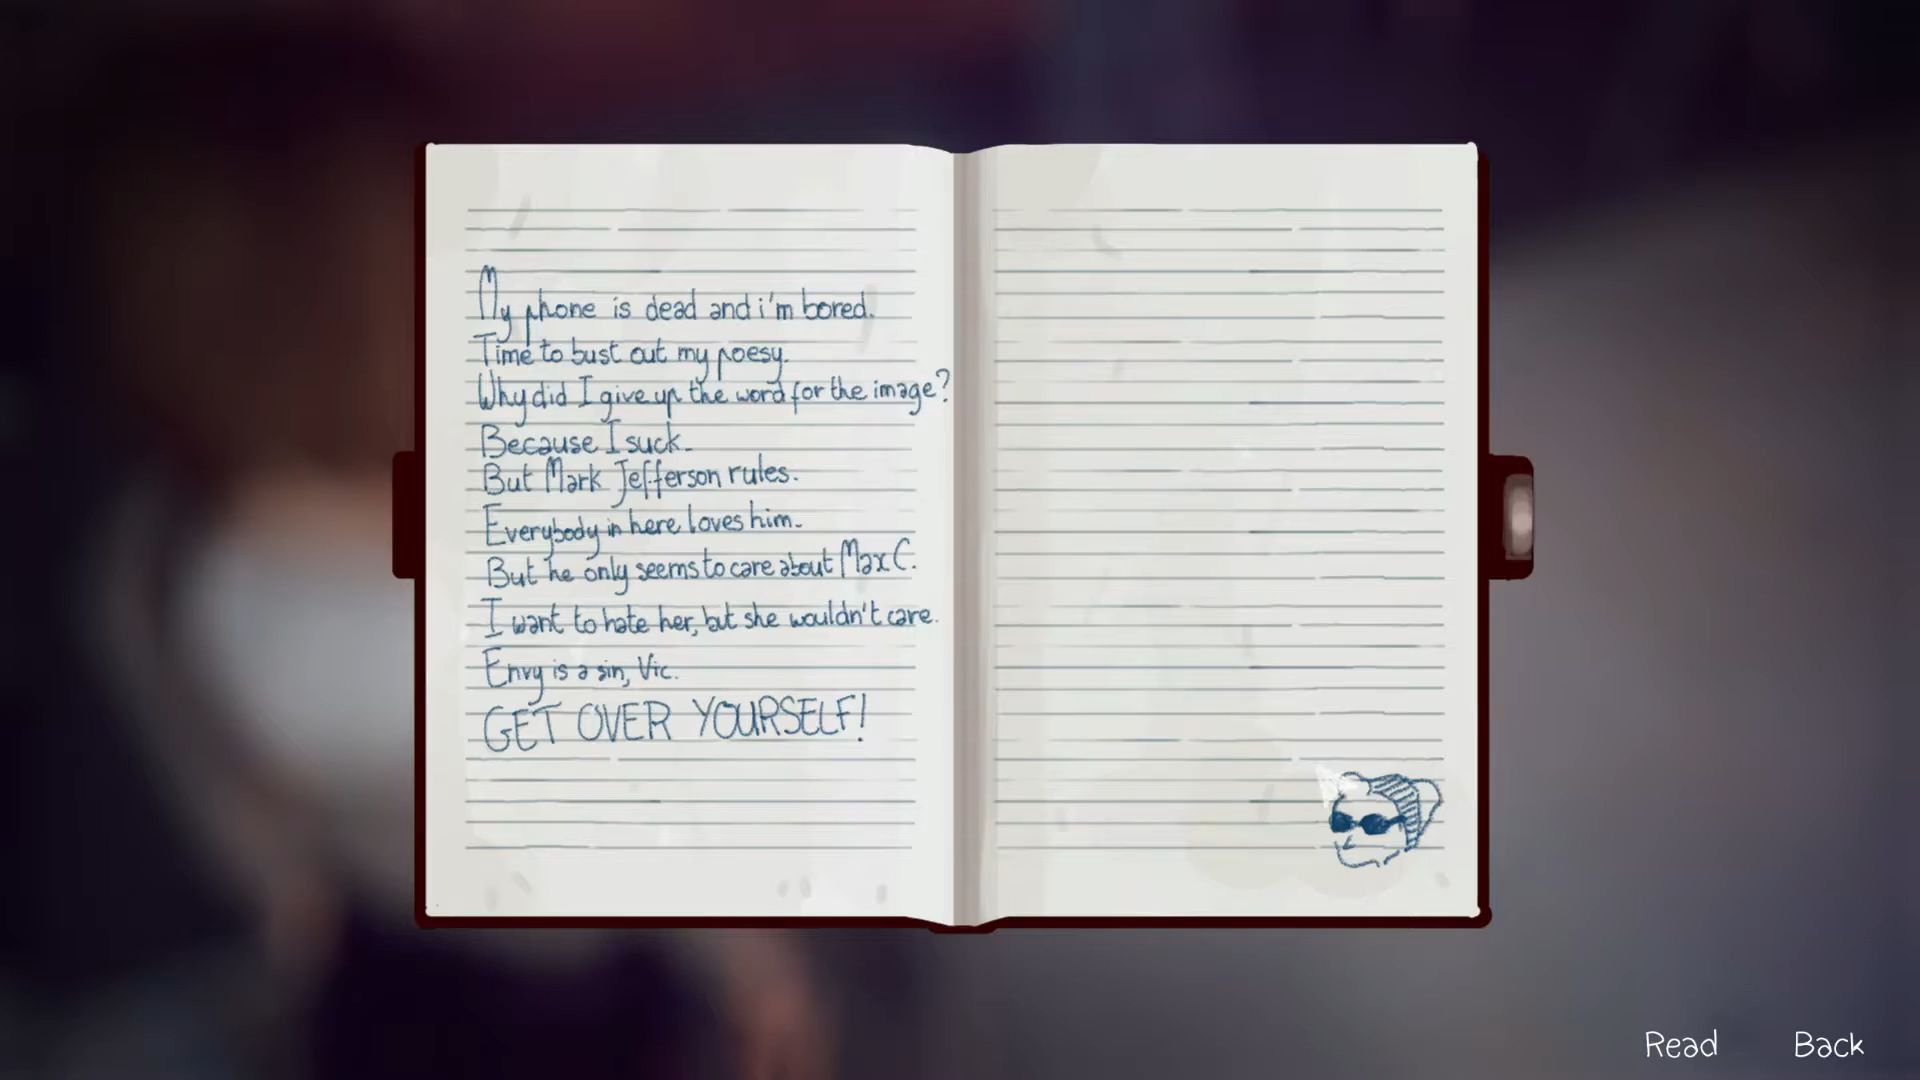 My phone is dead and i'm bored.
Time to bust out my poesy.
Why did I give up the word for the image?
Because I suck.
But Mark Jefferson rules.
Everybody in here loves him.
But he only seems to care about Max C.
I want to hate her, but she wouldn't care.
Envy is a sin, Vic.
GET OVER YOURSELF!
Read Back